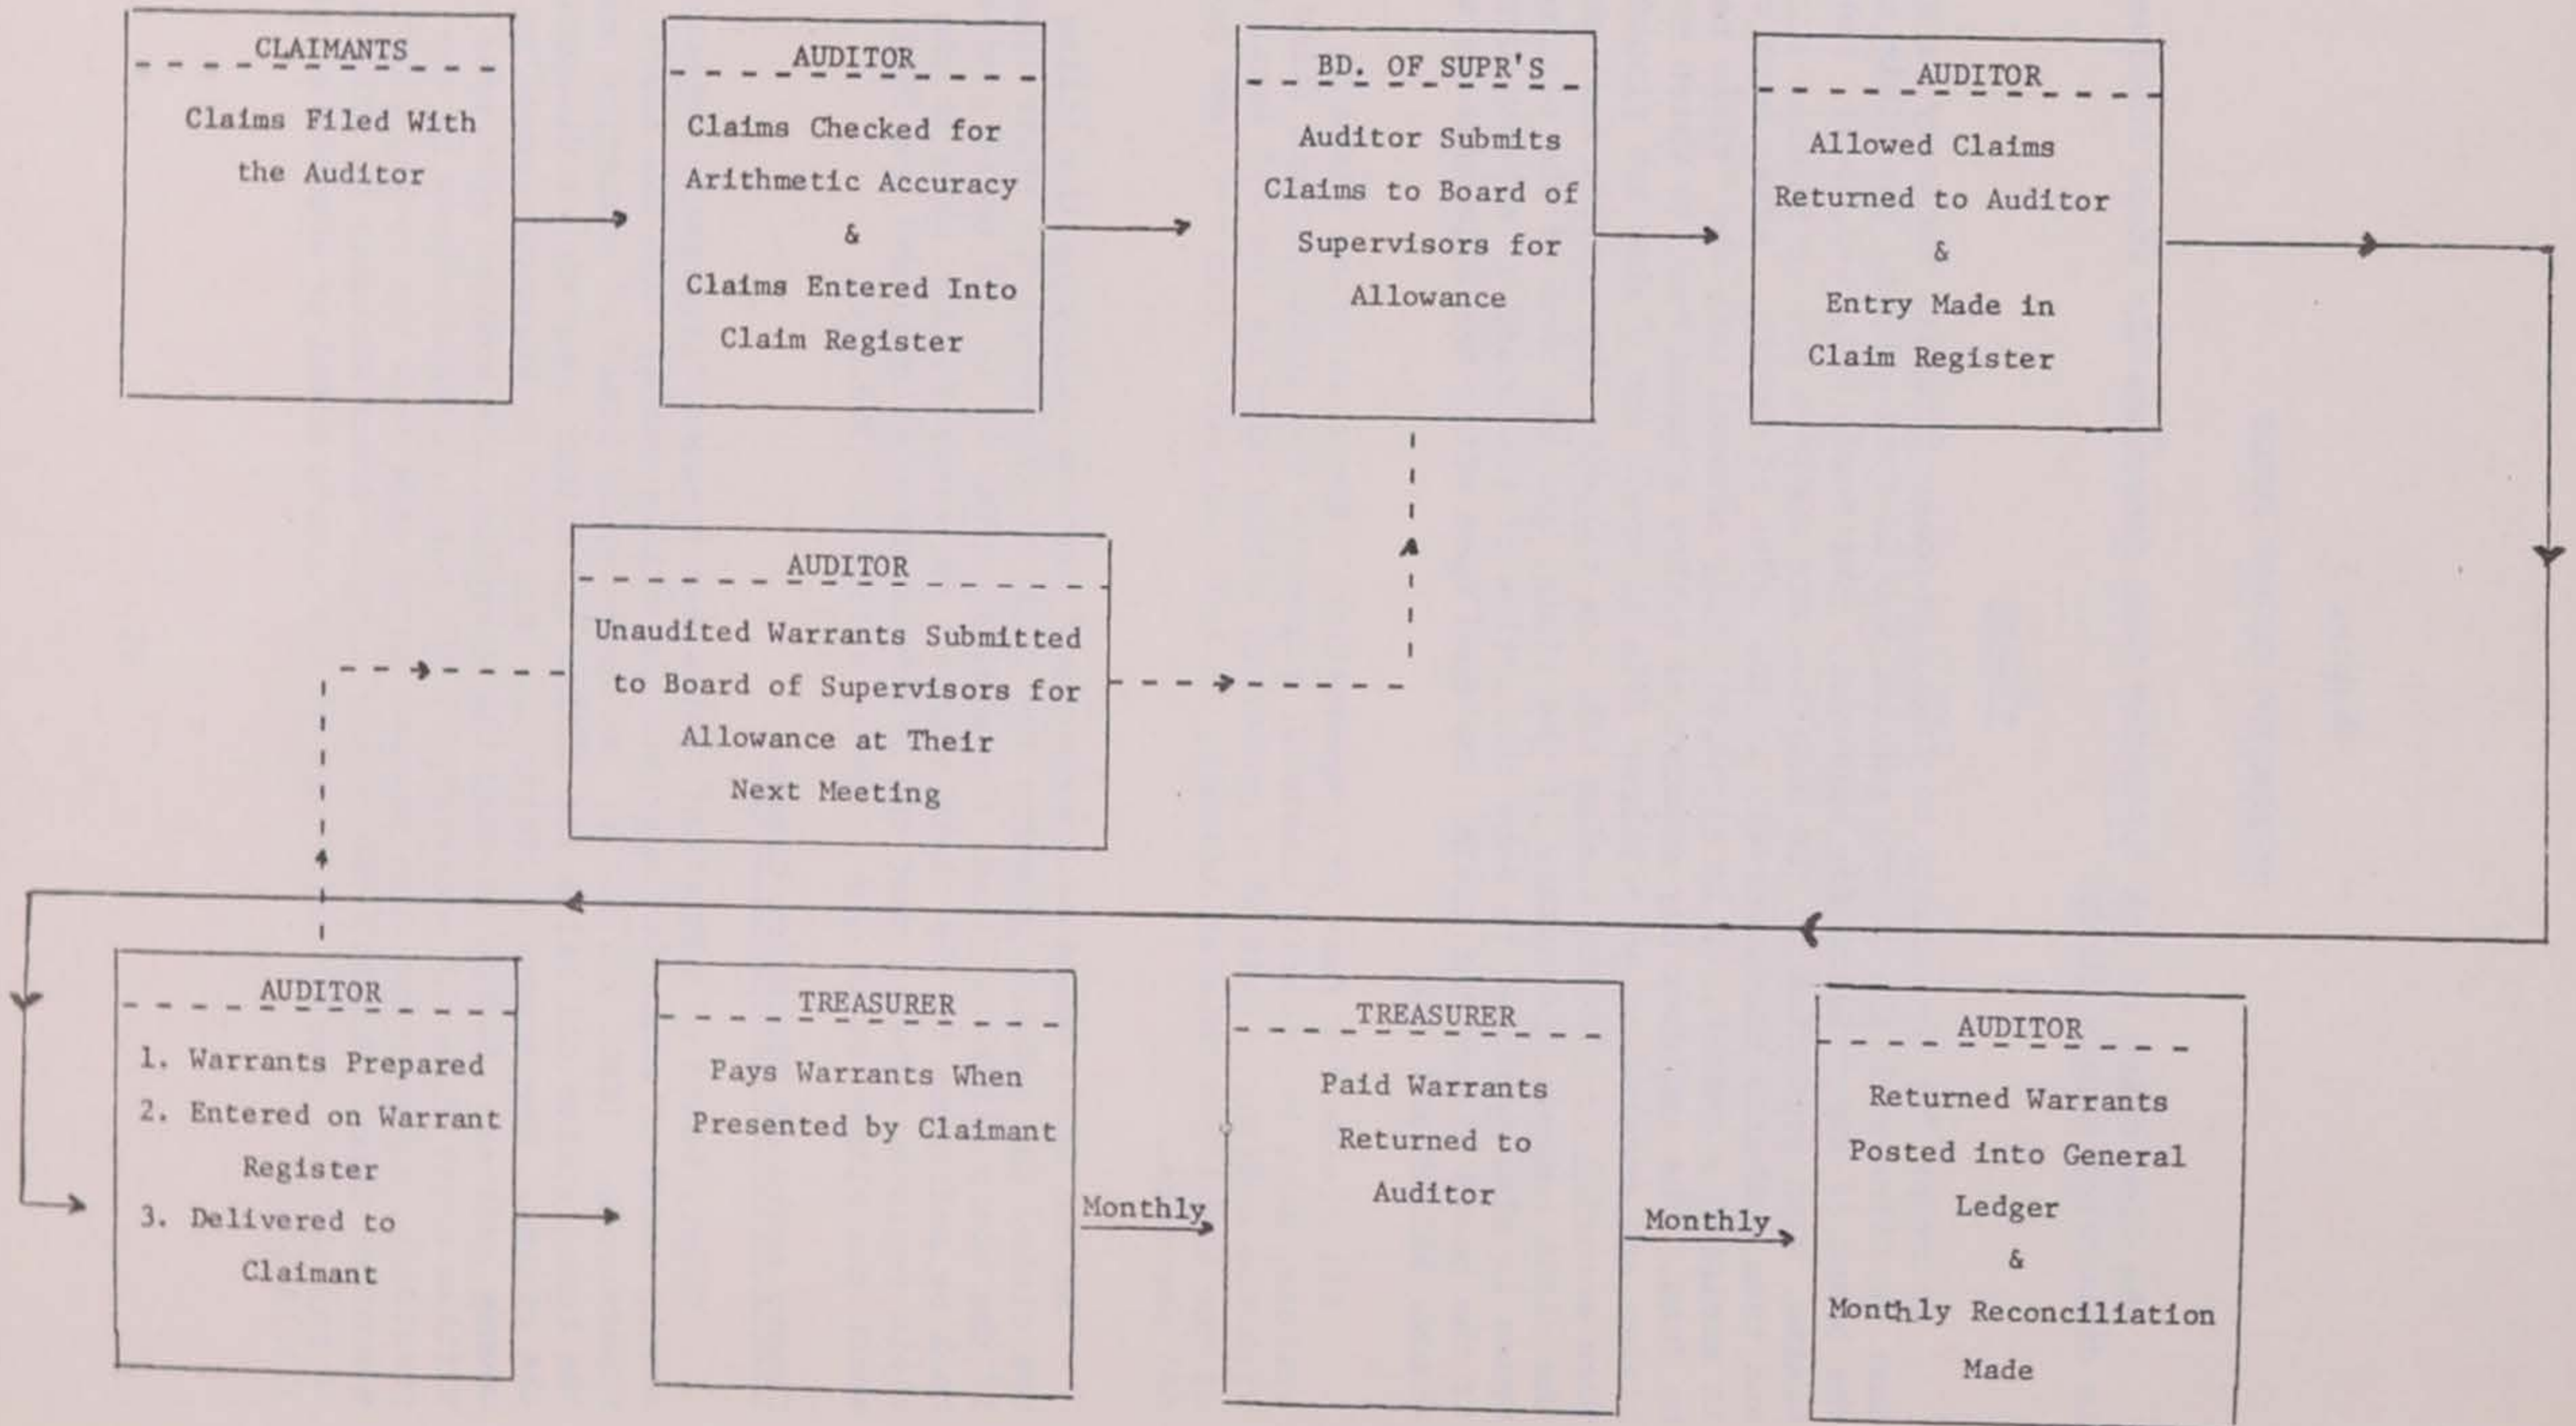 CLAIMANTS
Claims Filed With
the Auditor
AUDITOR
Claims Checked for
Arithmetic Accuracy
&
Claims Entered Into
Claim Register
BD. OF SUPR'S
Auditor Submits
Claims to Board of
Supervisors for
Allowance
AUDITOR
Allowed Claims
Returned to Auditor
&
Entry Made in
Claim Register
AUDITOR
Unaudited Warrants Submitted
to Board of Supervisors for
Allowance at Their
Next Meeting
AUDITOR
1. Warrants Prepared
2. Entered on Warrant
Register
3. Delivered to
Claimant
TREASURER
Pays Warrants When
Presented by Claimant
Monthly
TREASURER
Paid Warrants
Returned to
Auditor
Monthly
AUDITOR
Returned Warrants
Posted into General
Ledger
&
Monthly Reconciliation
Made